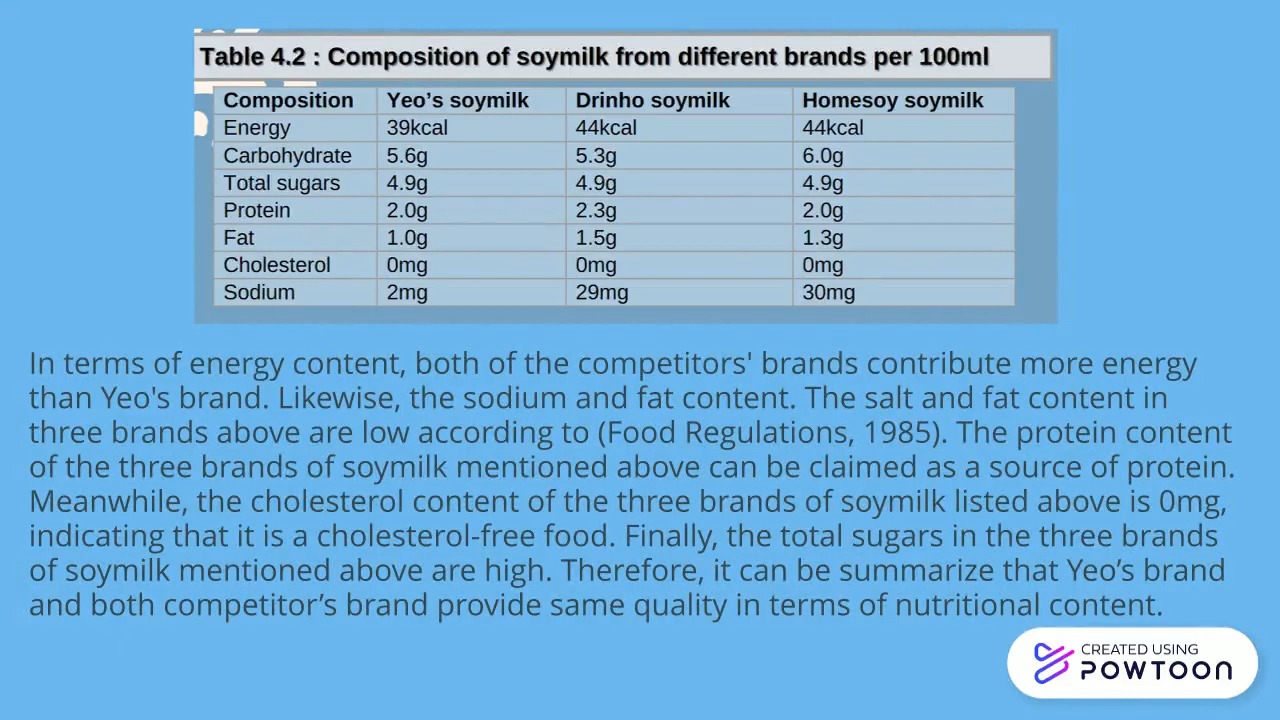 Table 4.2 : Composition of soymilk from different brands per 100ml
Composition Yeo's soymilk Drinho soymilk Homesoy soymilk
Energy 39kcal 44kcal 44kcal
Carbohydrate 5.6g 5.3g 6.0g
Total sugars 4.9g 4.9g 4.9g
Protein 2.0g 2.3g 2.0g
Fat 1.0g 1.5g 1.3g
Cholesterol 0mg 0mg 0mg
Sodium 2mg 29mg 30mg
In terms of energy content, both of the competitors' brands contribute more energy
than Yeo's brand. Likewise, the sodium and fat content. The salt and fat content in
three brands above are low according to (Food Regulations, 1985). The protein content
of the three brands of soymilk mentioned above can be claimed as a source of protein.
Meanwhile, the cholesterol content of the three brands of soymilk listed above is 0mg,
indicating that it is a cholesterol-free food. Finally, the total sugars in the three brands
of soymilk mentioned above are high. Therefore, it can be summarize that Yeo’s brand
and both competitor’s brand provide same quality in terms of nutritional content.
CREATED USING
POWTOON